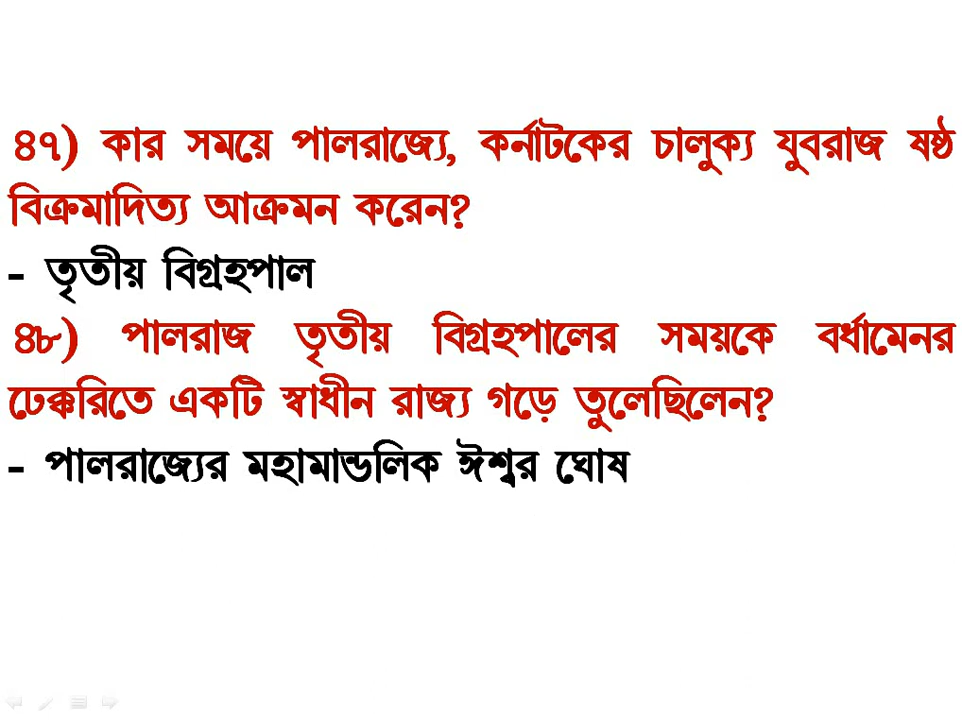 ৪৭) কার সময়ে পালরাজ্যে, কর্নাটকের চালুক্য যুবরাজ ষষ্ঠ
বিক্রমাদিত্য আক্রমন করেন?
- তৃতীয় বিগ্রহপাল
৪৮) পালরাজ তৃতীয় বিগ্রহপালের সময়কে বর্ধামেনর
ঢেক্করিতে একটি স্বাধীন রাজ্য গড়ে তুলেছিলেন?
- পালরাজ্যের মহামান্ডলিক ঈশ্বর ঘোষ